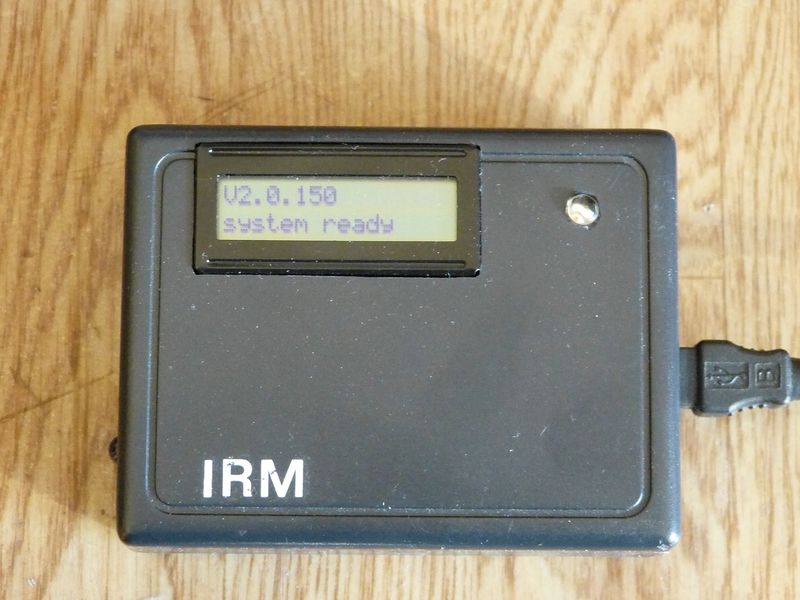 V2.0.150
system ready
B
IRM